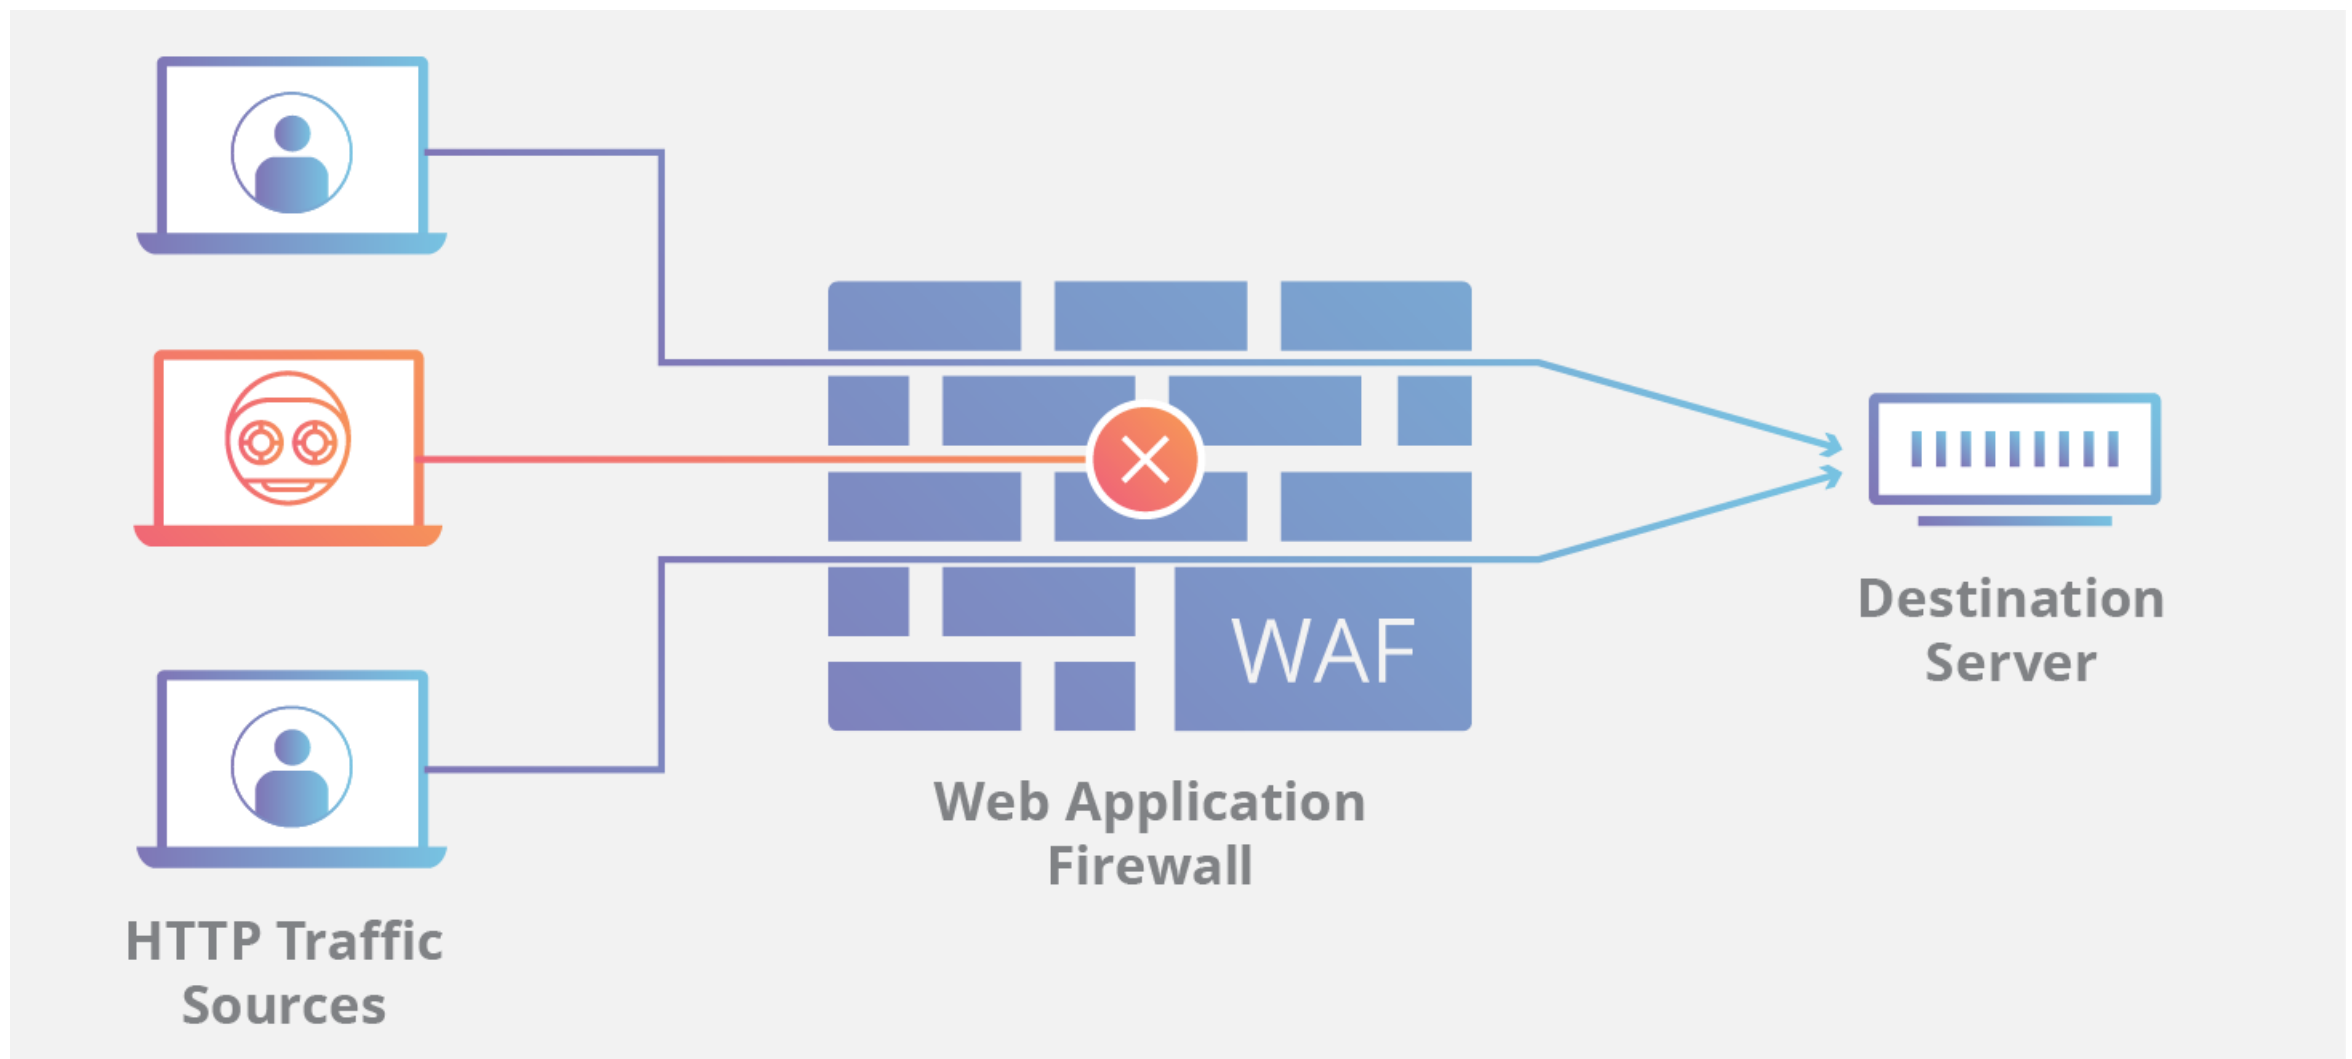 WAF
Web Application
Firewall
HTTP Traffic
Sources
Destination
Server